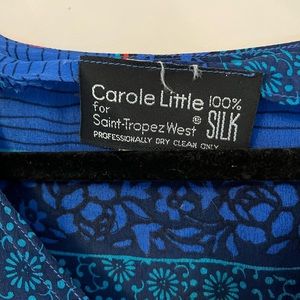 Carole Little 100%
for ® SILK
Saint-Tropez West
PROFESSIONALLY DRY CLEAN ONLY